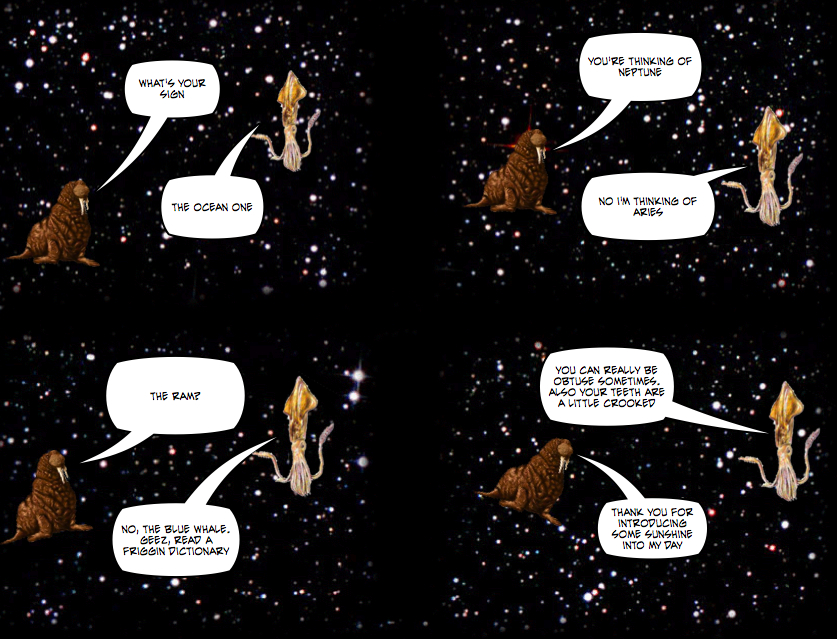 WHAT'S YOUR
SIGN
THE OCEAN ONE
YOU'RE THINKING OF
NEPTUNE
NO I'M THINKING OF
ARIES
THE RAM?
NO, THE BLUE WHALE.
GEEZ, READ A
FRIGGIN DICTIONARY
YOU CAN REALLY BE
OBTUSE SOMETIMES.
ALSO YOUR TEETH ARE
A LITTLE CROOKED
THANK YOU FOR
INTRODUCING
SOME SUNSHINE
INTO MY DAY